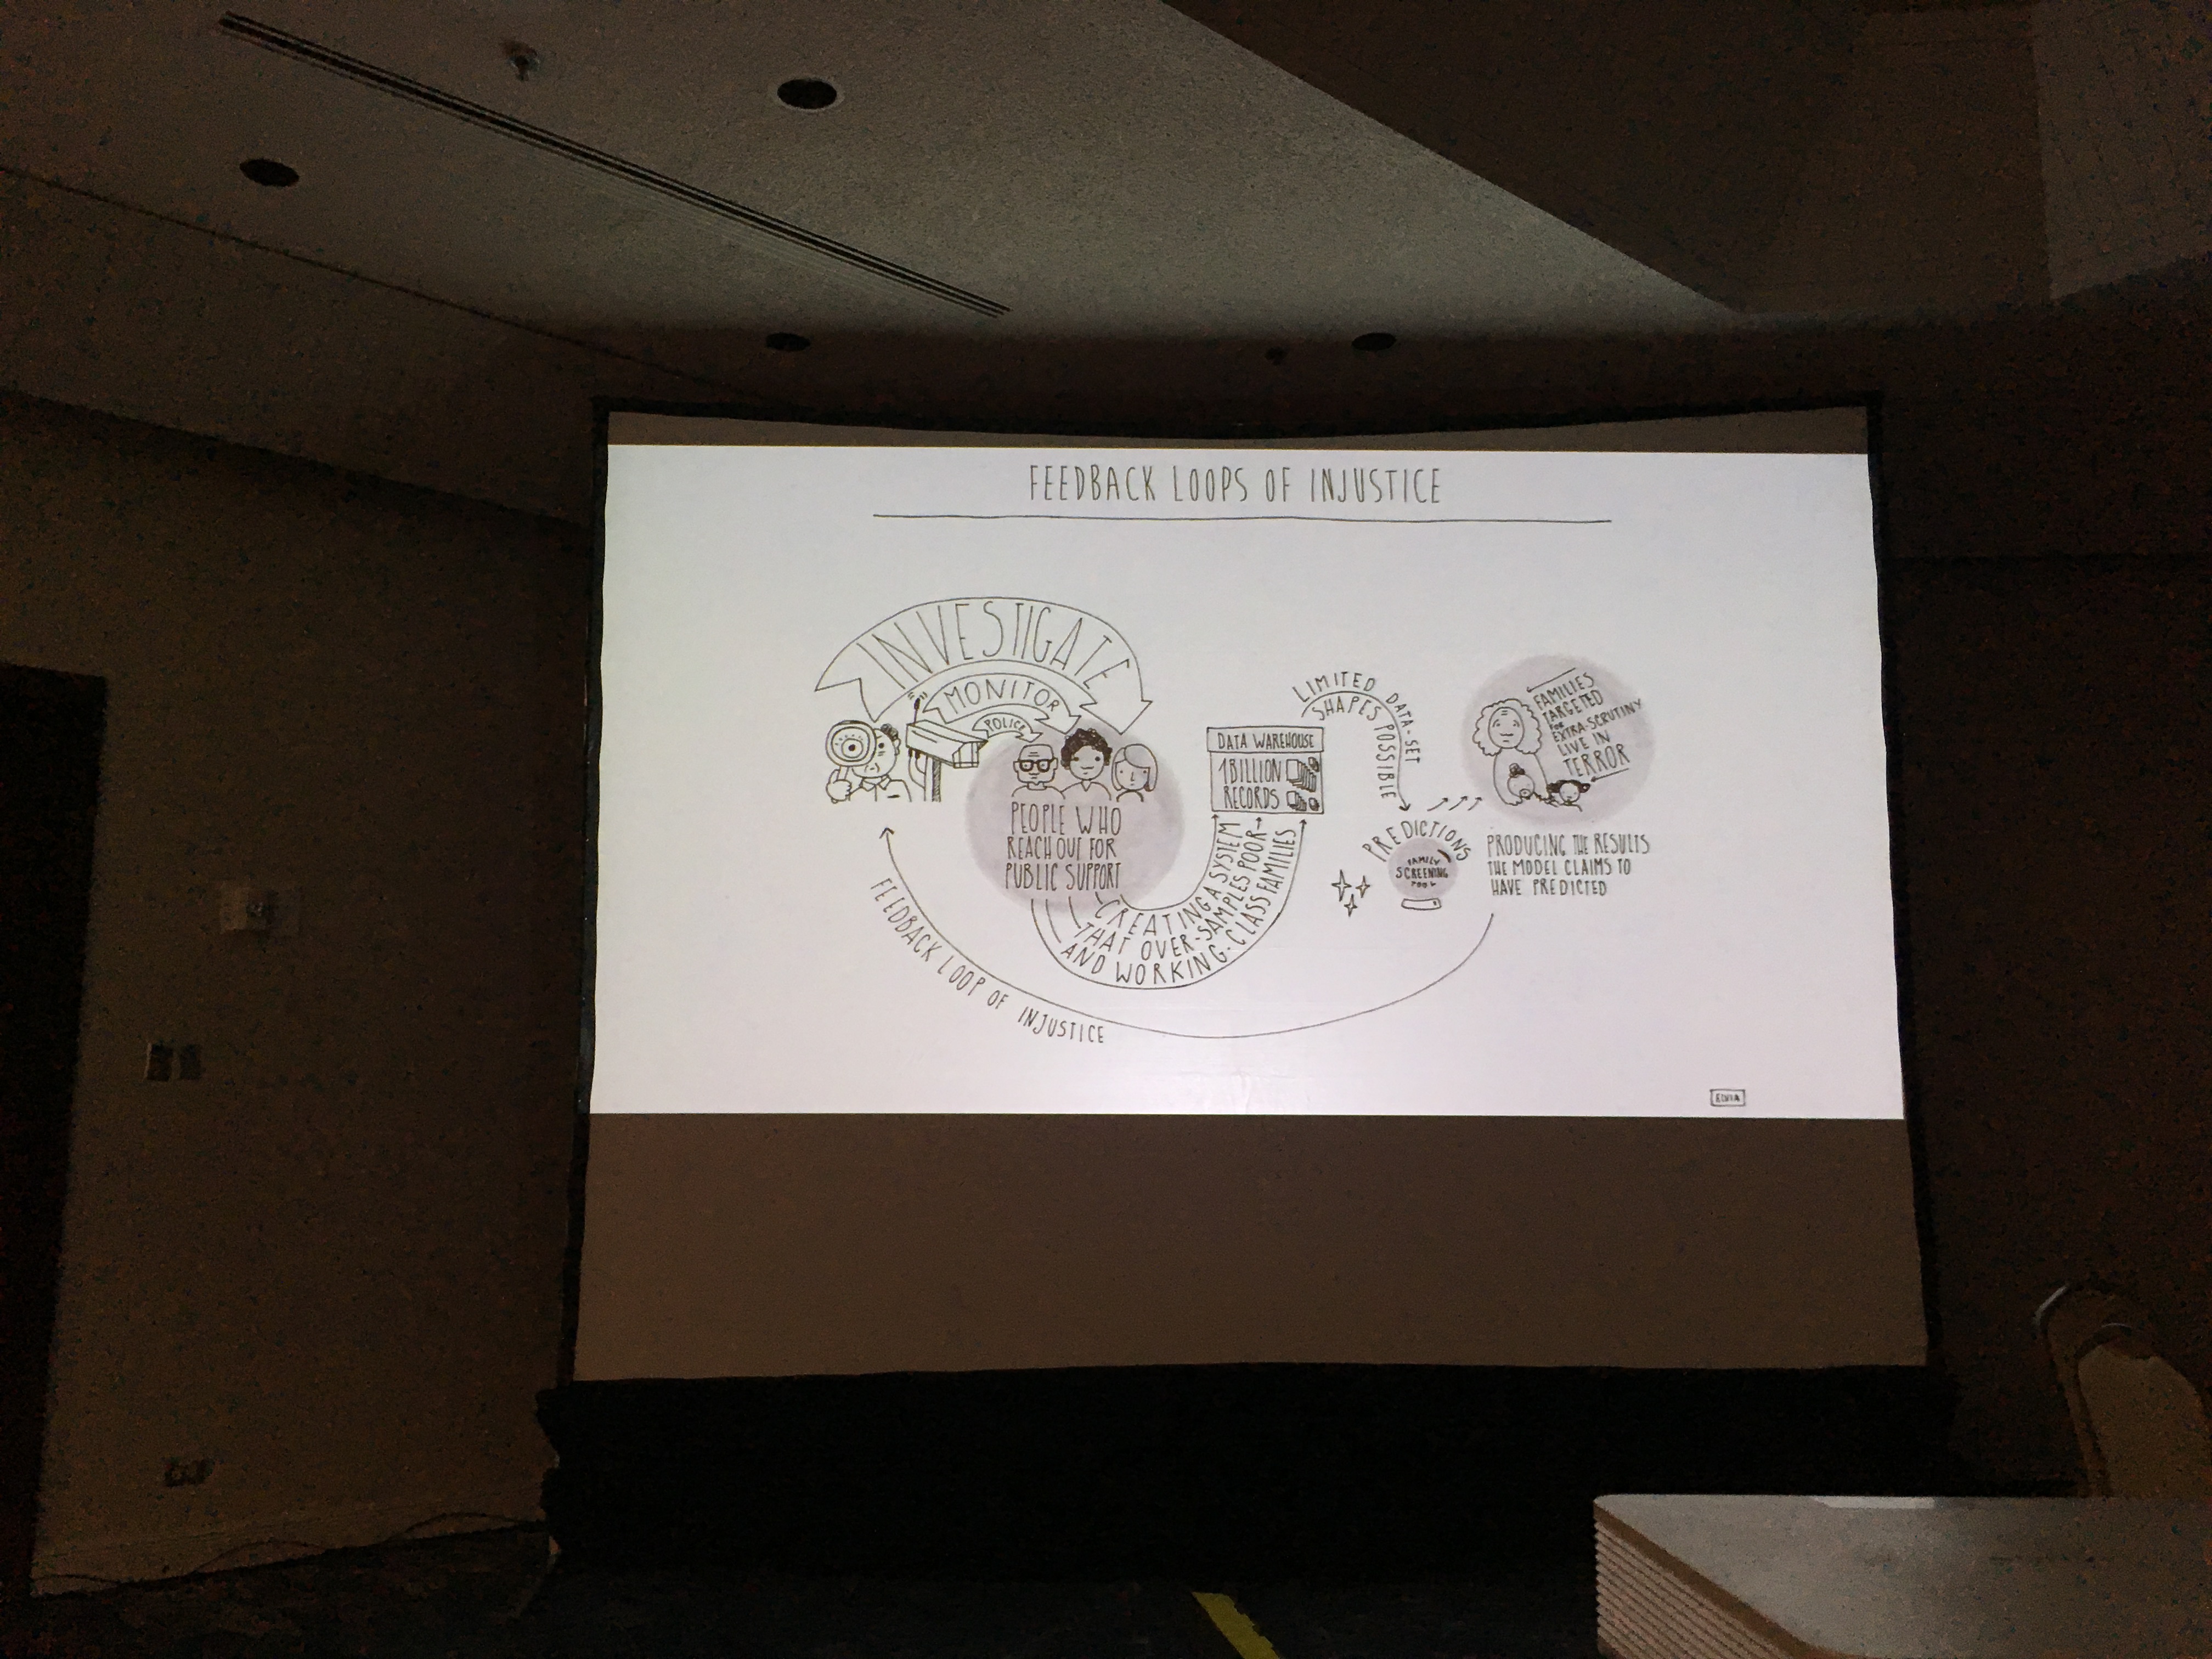 FEEDBACK LOOPS OF INJUSTICE
INVESTIGATE
MONITOR
POLICE
PEOPLE WHO
REACH OUT FOR
PUBLIC SUPPORT
CREATING A SYSTEM
THAT OVER-SAMPLES POOR-
AND WORKING-CLASS FAMILIES
DATA WAREHOUSE
1 BILLION
RECORDS
LIMITED DATA-SET
SHAPES POSSIBLE
PREDICTIONS
FAMILY
SCREENING
TOOL
FAMILIES
TARGETED
FOR
EXTRA-SCRUTINY
LIVE IN
TERROR
PRODUCING THE RESULTS
THE MODEL CLAIMS TO
HAVE PREDICTED
FEEDBACK LOOP OF INJUSTICE